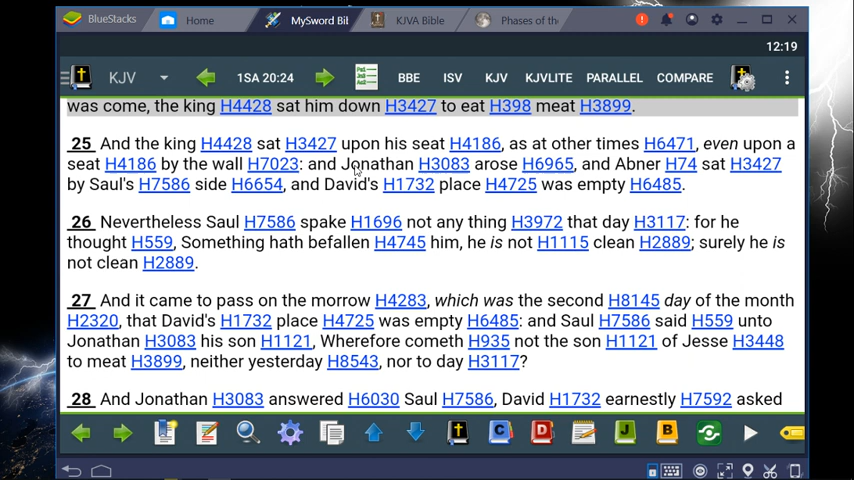 BlueStacks Home MySword Bib KJVA Bible Phases of the
12:19
KJV 1SA 20:24 BBE ISV KJV KJVLITE PARALLEL COMPARE
was come, the king H4428 sat him down H3427 to eat H398 meat H3899.
25 And the king H4428 sat H3427 upon his seat H4186, as at other times H6471, even upon a
seat H4186 by the wall H7023: and Jonathan H3083 arose H6965, and Abner H74 sat H3427
by Saul's H7586 side H6654, and David's H1732 place H4725 was empty H6485.
26 Nevertheless Saul H7586 spake H1696 not any thing H3972 that day H3117: for he
thought H559, Something hath befallen H4745 him, he is not H1115 clean H2889; surely he is
not clean H2889.
27 And it came to pass on the morrow H4283, which was the second H8145 day of the month
H2320, that David's H1732 place H4725 was empty H6485: and Saul H7586 said H559 unto
Jonathan H3083 his son H1121, Wherefore cometh H935 not the son H1121 of Jesse H3448
to meat H3899, neither yesterday H8543, nor to day H3117?
28 And Jonathan H3083 answered H6030 Saul H7586, David H1732 earnestly H7592 asked
C D J B